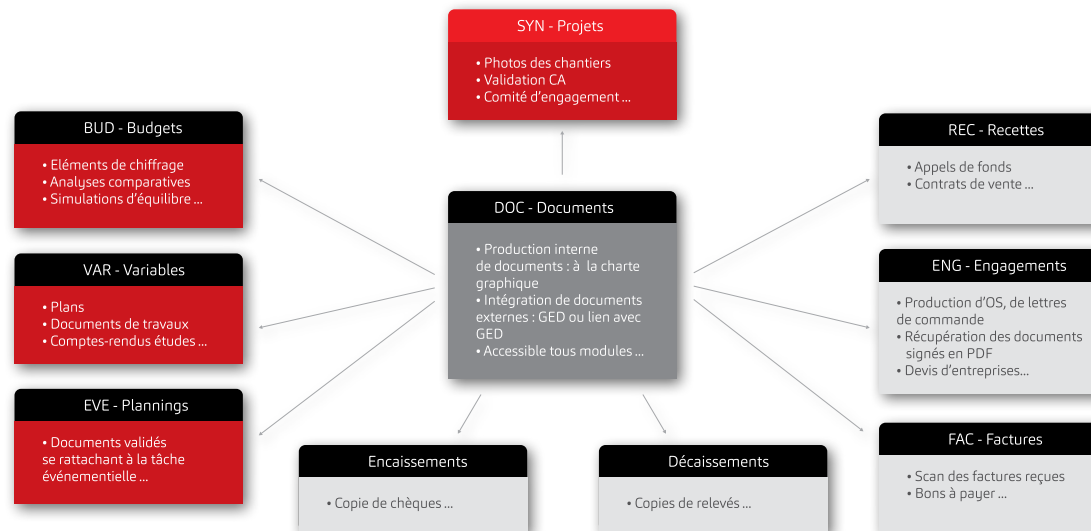 SYN - Projets
• Photos des chantiers
• Validation CA
• Comité d'engagement ...
BUD - Budgets
• Eléments de chiffrage
• Analyses comparatives
• Simulations d'équilibre ...
VAR - Variables
• Plans
• Documents de travaux
• Comptes-rendus études ...
EVE - Plannings
• Documents validés
se rattachant à la tâche
événementielle ...
DOC - Documents
• Production interne
de documents : à la charte
graphique
• Intégration de documents
externes : GED ou lien avec
GED
• Accessible tous modules ...
REC - Recettes
• Appels de fonds
• Contrats de vente ...
ENG - Engagements
• Production d'OS, de lettres
de commande
• Récupération des documents
signés en PDF
• Devis d'entreprises...
FAC - Factures
• Scan des factures reçues
• Bons à payer ...
Encaissements
• Copie de chèques ...
Décaissements
• Copies de relevés ...